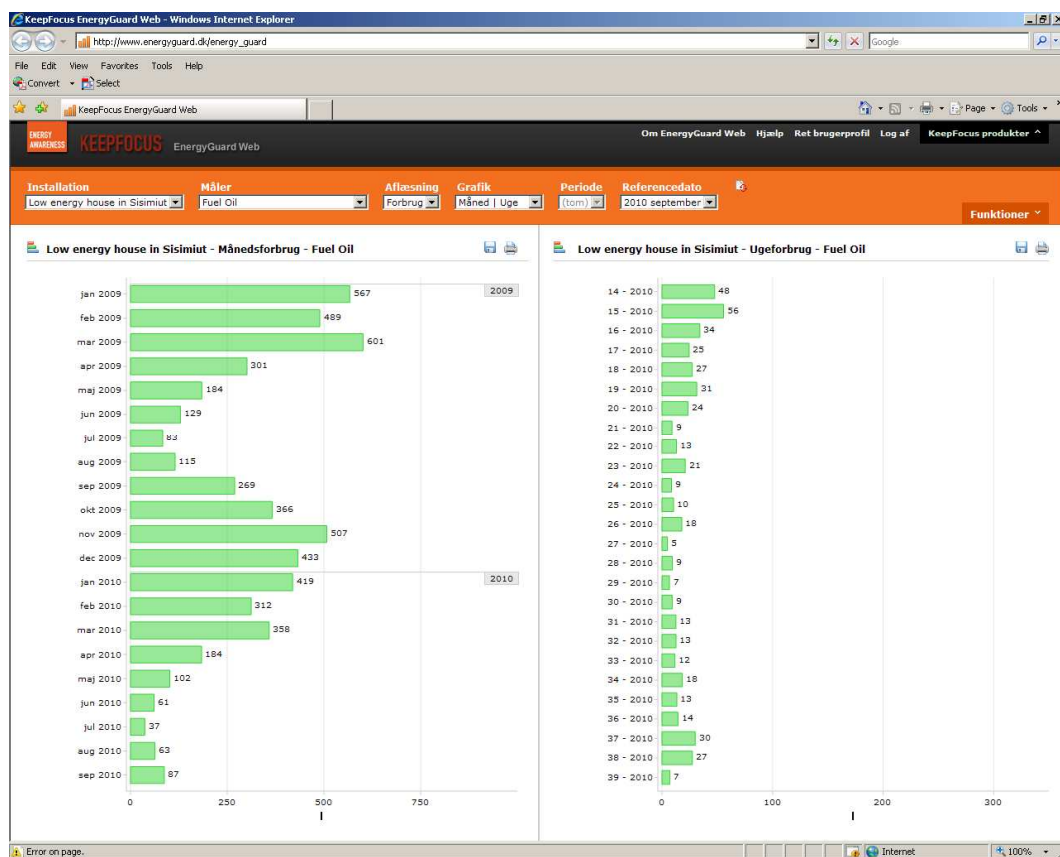 KeepFocus EnergyGuard Web - Windows Internet Explorer
http://www.energyguard.dk/energy_guard
Google
File Edit View Favorites Tools Help
Convert Select
KeepFocus EnergyGuard Web
Page Tools
ENERGY AWARENESS
KEEPFOCUS EnergyGuard Web
Om EnergyGuard Web Hjælp Ret brugerprofil Log af KeepFocus produkter
Installation Måler Aflæsning Grafik Periode Referencedato
Low energy house in Sisimiut Fuel Oil Forbrug Måned | Uge (tom) 2010 september
Funktioner
Low energy house in Sisimiut - Månedsforbrug - Fuel Oil
2009
jan 2009 567
feb 2009 489
mar 2009 601
apr 2009 301
maj 2009 184
jun 2009 129
jul 2009 83
aug 2009 115
sep 2009 269
okt 2009 366
nov 2009 507
dec 2009 433
2010
jan 2010 419
feb 2010 312
mar 2010 358
apr 2010 184
maj 2010 102
jun 2010 61
jul 2010 37
aug 2010 63
sep 2010 87
0 250 500 750
l
Low energy house in Sisimiut - Ugeforbrug - Fuel Oil
14 - 2010 48
15 - 2010 56
16 - 2010 34
17 - 2010 25
18 - 2010 27
19 - 2010 31
20 - 2010 24
21 - 2010 9
22 - 2010 13
23 - 2010 21
24 - 2010 9
25 - 2010 10
26 - 2010 18
27 - 2010 5
28 - 2010 9
29 - 2010 7
30 - 2010 9
31 - 2010 13
32 - 2010 13
33 - 2010 12
34 - 2010 18
35 - 2010 13
36 - 2010 14
37 - 2010 30
38 - 2010 27
39 - 2010 7
0 100 200 300
l
Error on page. Internet 100%